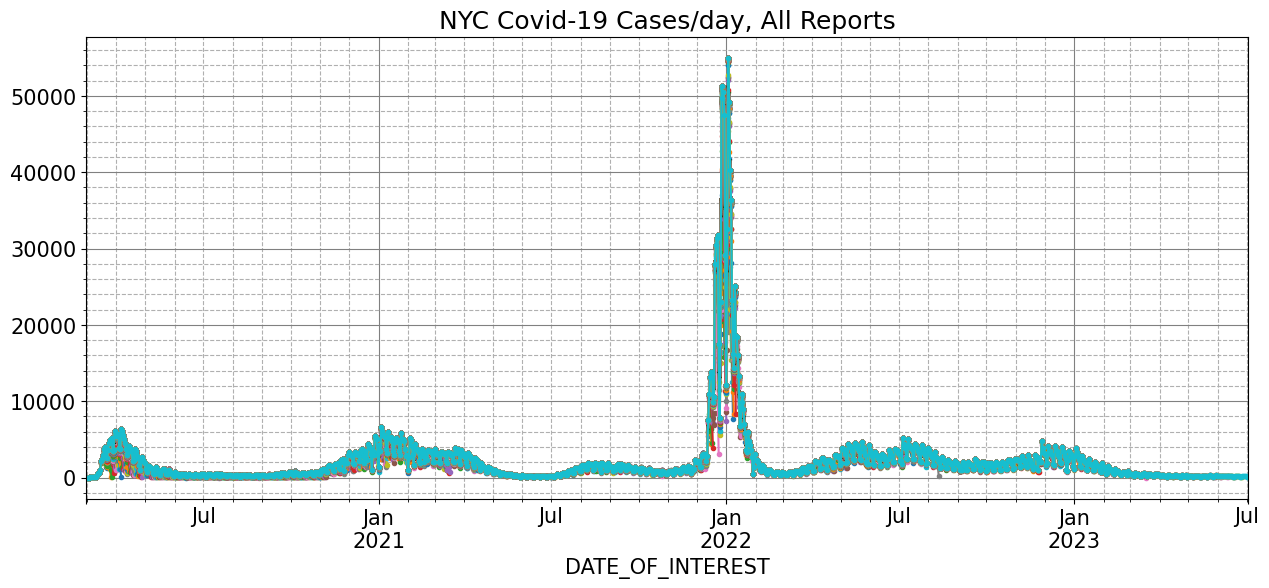 NYC Covid-19 Cases/day, All Reports
50000
40000
30000
20000
10000
0
Jul Jan Jul Jan Jul Jan Jul
2021 2022 2023
DATE_OF_INTEREST